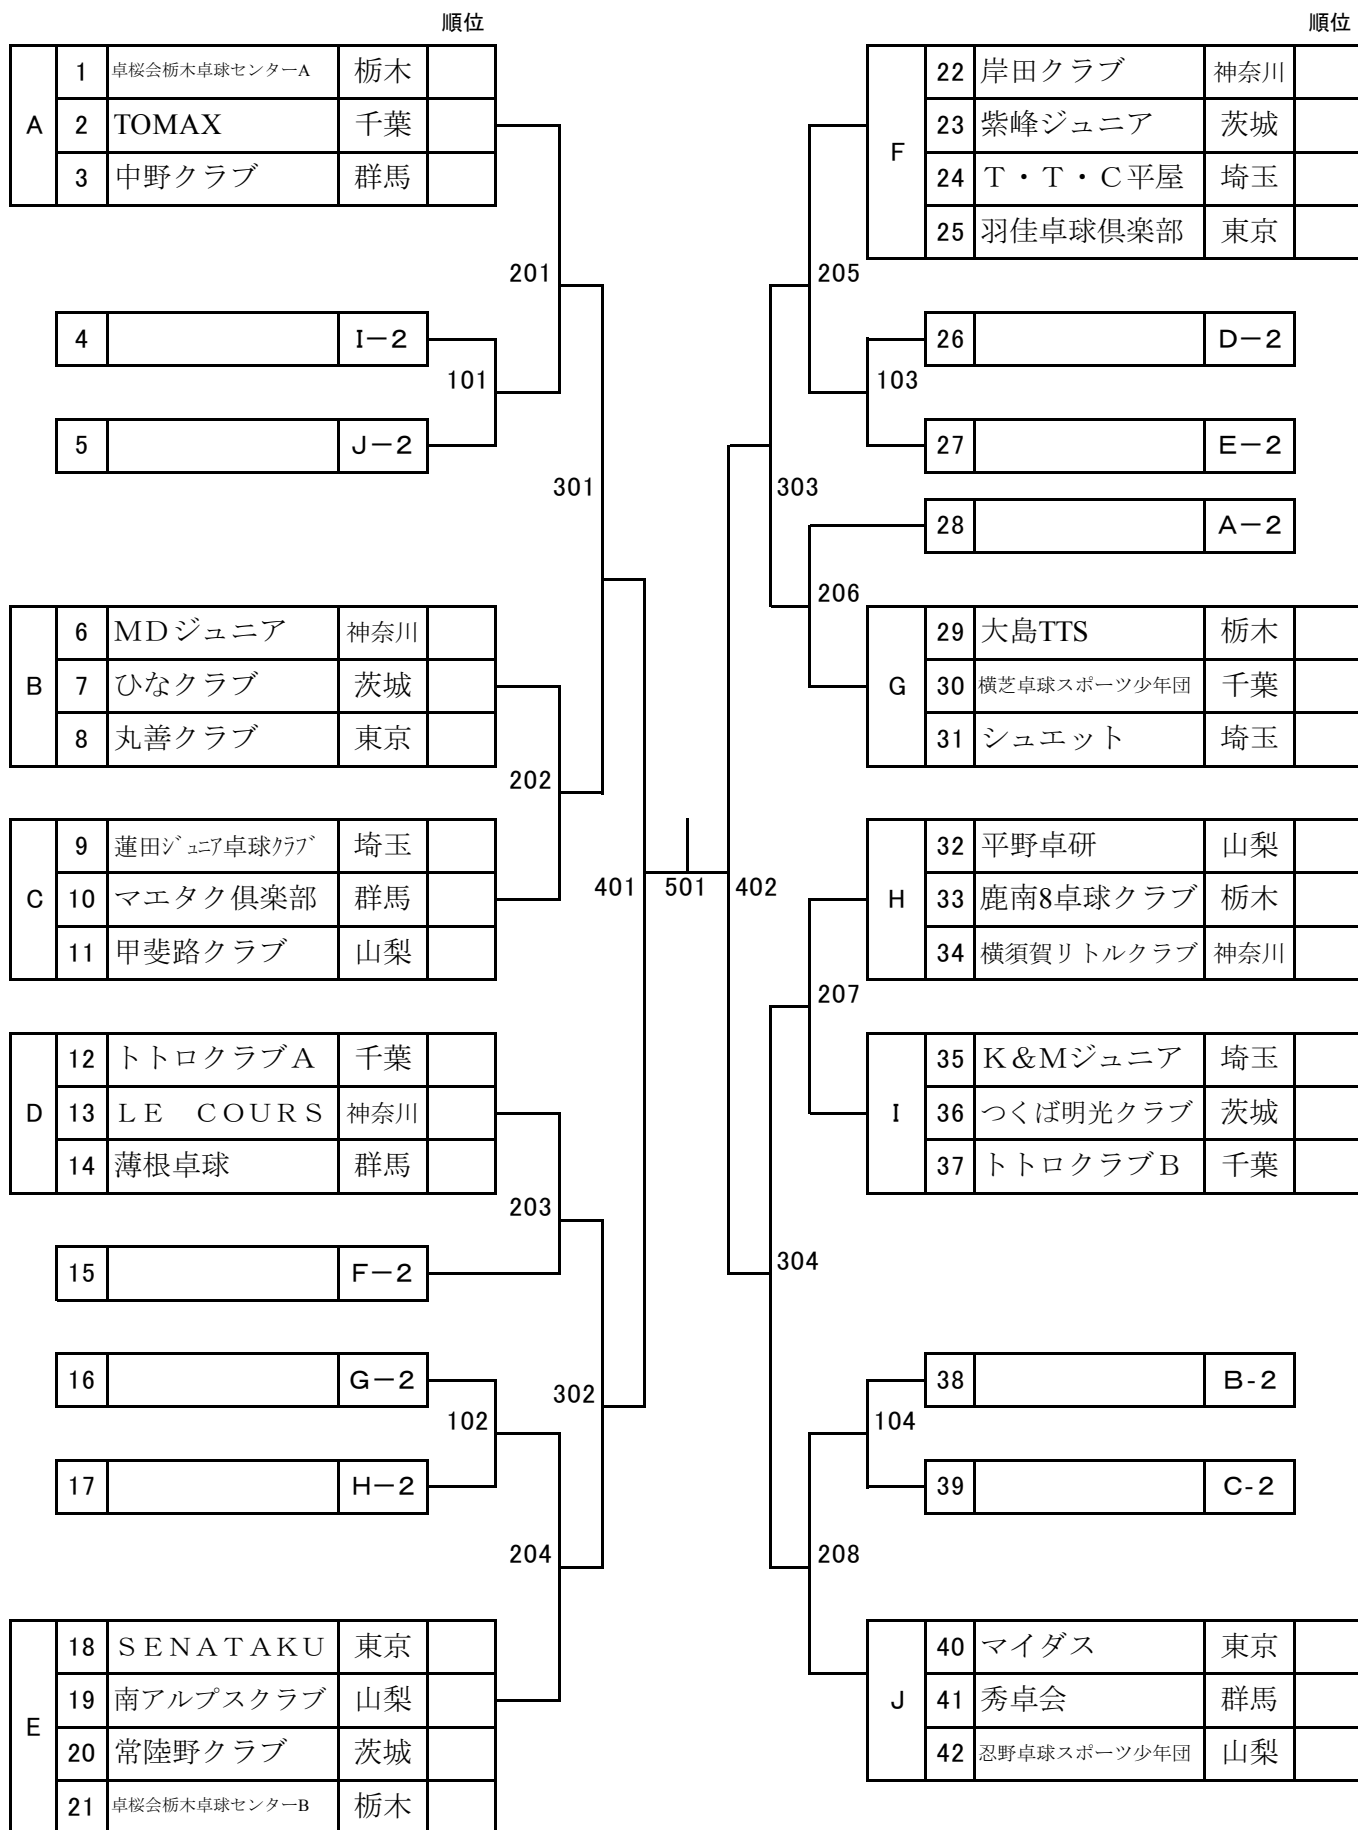 順位
A
1 卓桜会栃木卓球センターA 栃木
2 TOMAX 千葉
3 中野クラブ 群馬
201
4 I－2
101
5 J－2
301
B
6 MDジュニア 神奈川
7 ひなクラブ 茨城
8 丸善クラブ 東京
202
C
9 蓮田ｼﾞｭﾆｱ卓球ｸﾗﾌﾞ 埼玉
10 マエタク倶楽部 群馬
11 甲斐路クラブ 山梨
401
501
402
D
12 トトロクラブA 千葉
13 ＬＥ　ＣＯＵＲＳ 神奈川
14 薄根卓球 群馬
203
15 F－2
16 G－2
302
102
17 H－2
204
E
18 ＳＥＮＡＴＡＫＵ 東京
19 南アルプスクラブ 山梨
20 常陸野クラブ 茨城
21 卓桜会栃木卓球センターB 栃木
順位
F
22 岸田クラブ 神奈川
23 紫峰ジュニア 茨城
24 Ｔ・Ｔ・Ｃ平屋 埼玉
25 羽佳卓球倶楽部 東京
205
26 D－2
103
27 E－2
303
28 A－2
206
G
29 大島TTS 栃木
30 横芝卓球スポーツ少年団 千葉
31 シュエット 埼玉
H
32 平野卓研 山梨
33 鹿南8卓球クラブ 栃木
34 横須賀リトルクラブ 神奈川
207
I
35 K&Mジュニア 埼玉
36 つくば明光クラブ 茨城
37 トトロクラブB 千葉
304
38 B-2
104
39 C-2
208
J
40 マイダス 東京
41 秀卓会 群馬
42 忍野卓球スポーツ少年団 山梨